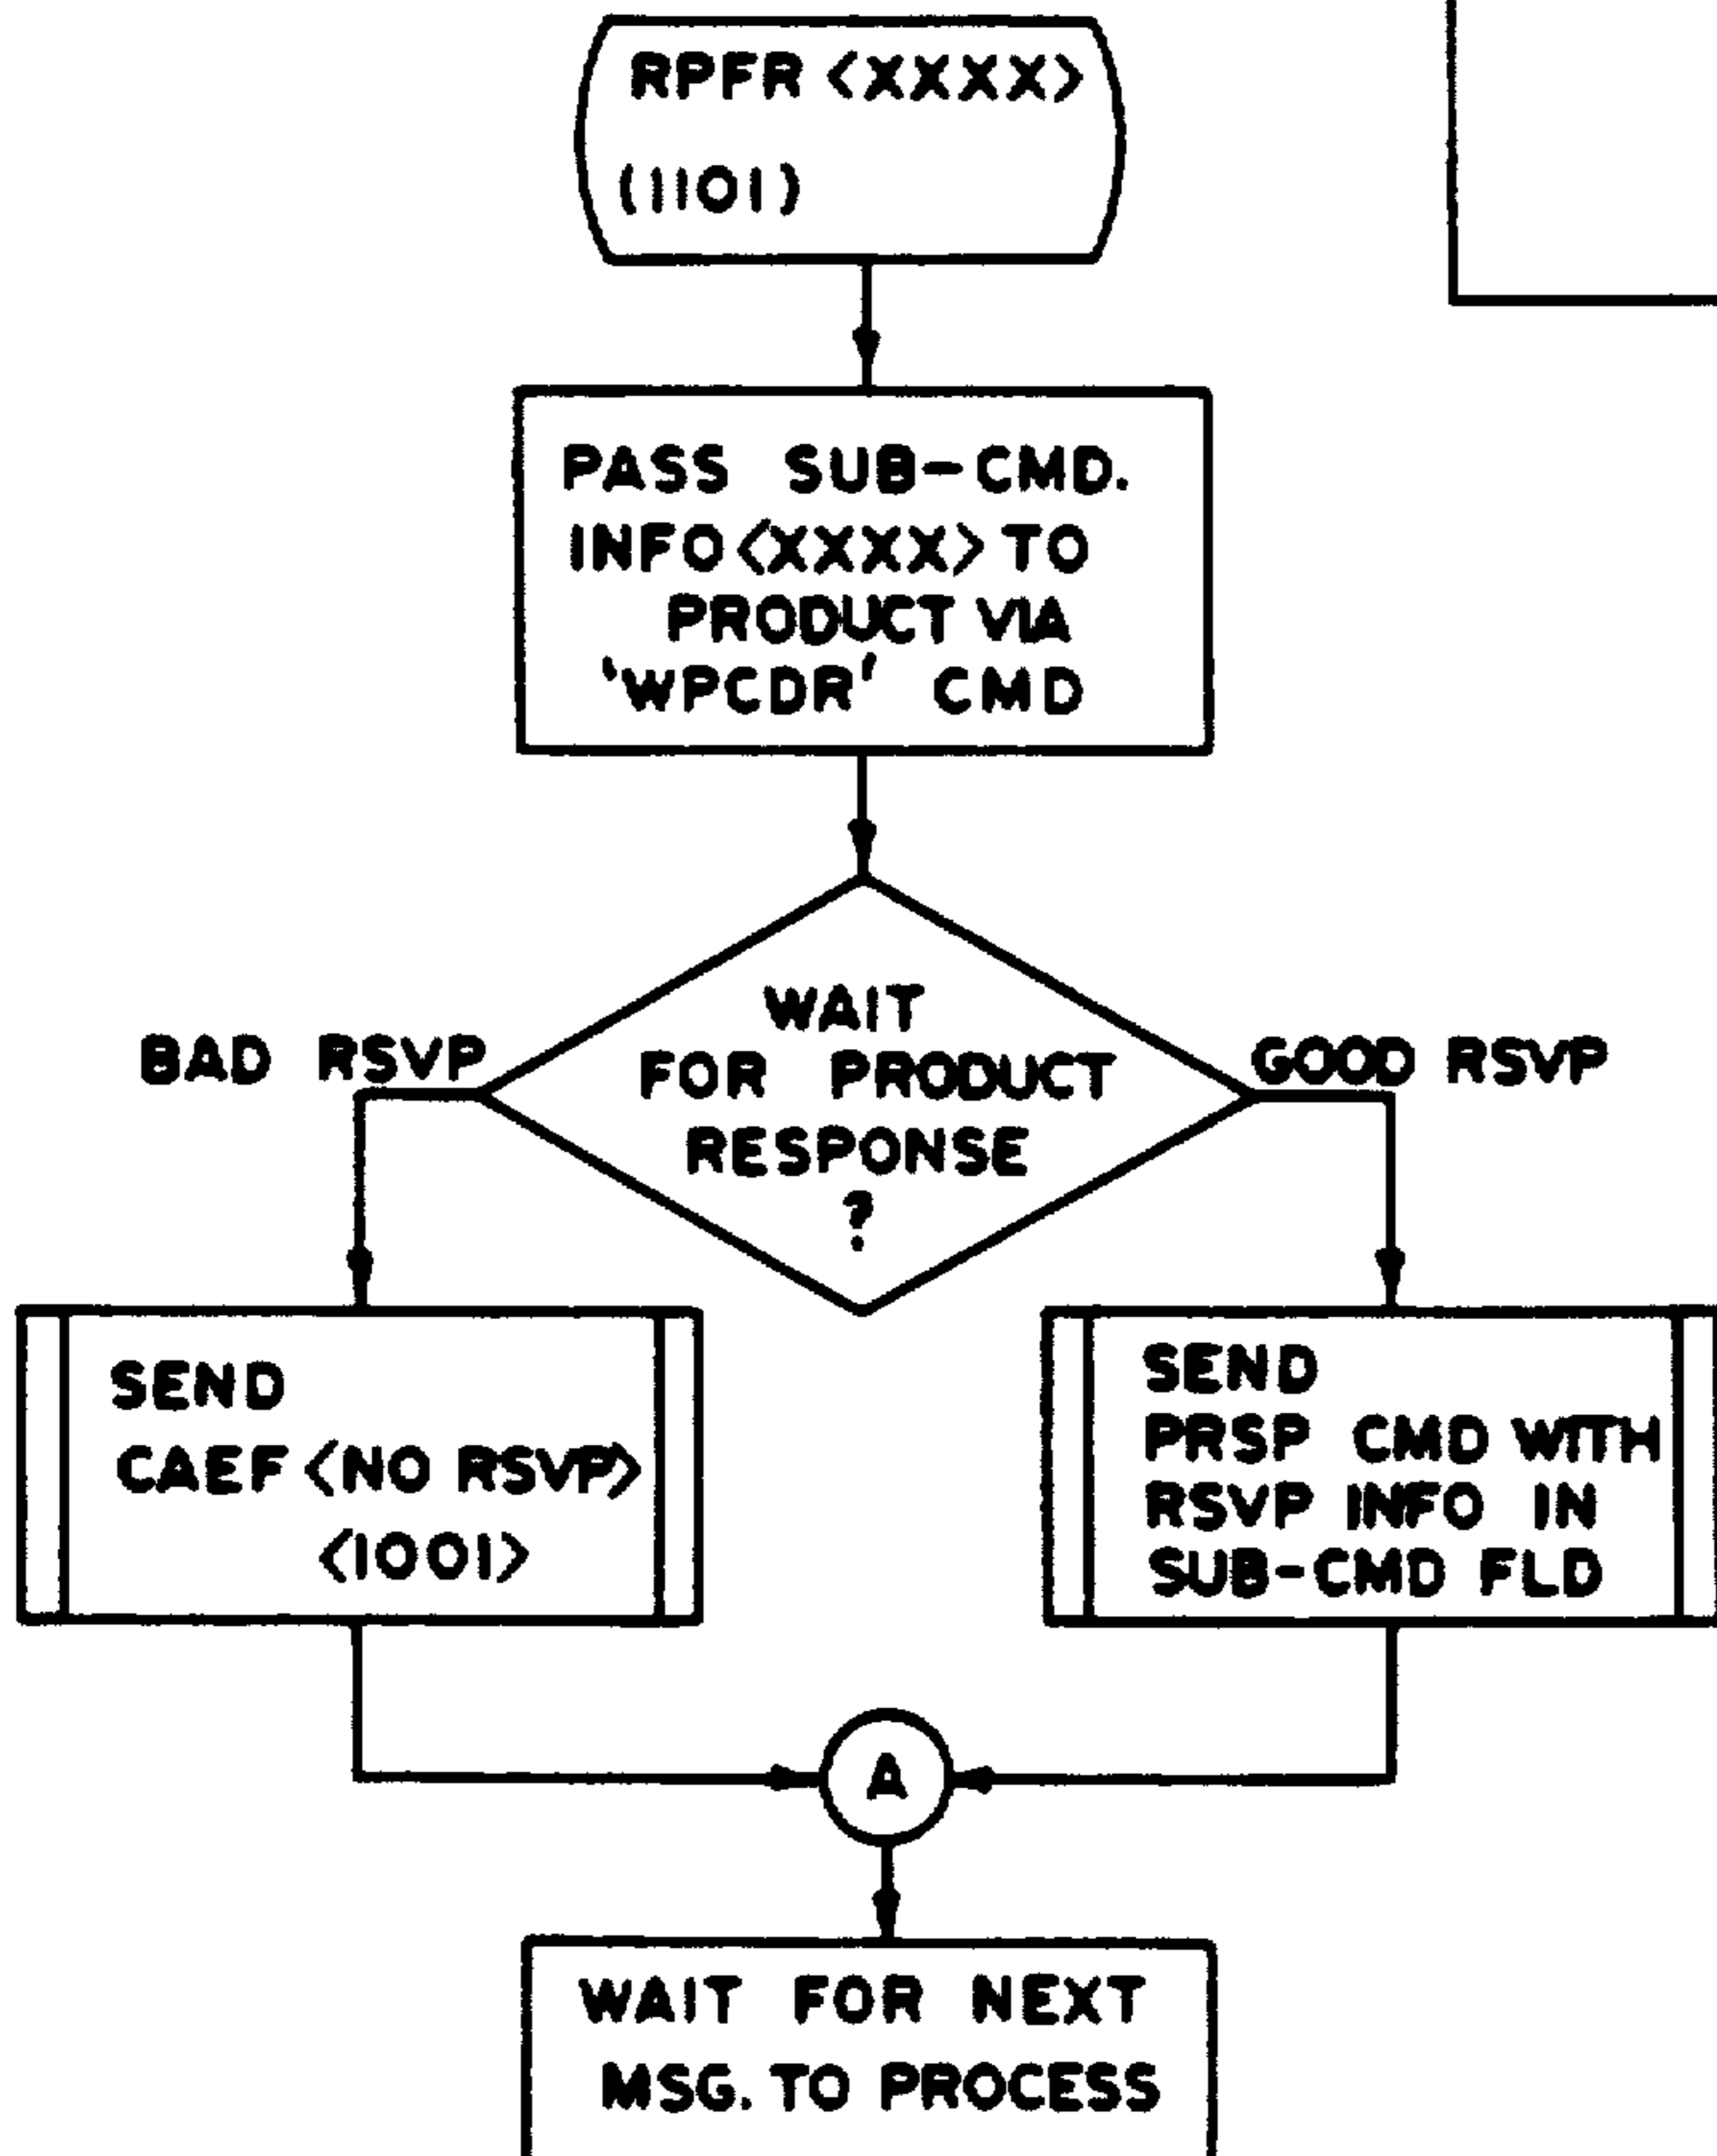 RPFR <XXXX>
(1101)
PASS SUB-CMD.
INFO <XXXX> TO
PRODUCT VIA
'WPCDR' CMD
WAIT
FOR PRODUCT
RESPONSE
?
BAD RSVP
GOOD RSVP
SEND
CAEF <NO RSVP>
<1001>
SEND
PRSP CMD WITH
RSVP INFO IN
SUB-CMD FLD
A
WAIT FOR NEXT
MSG. TO PROCESS